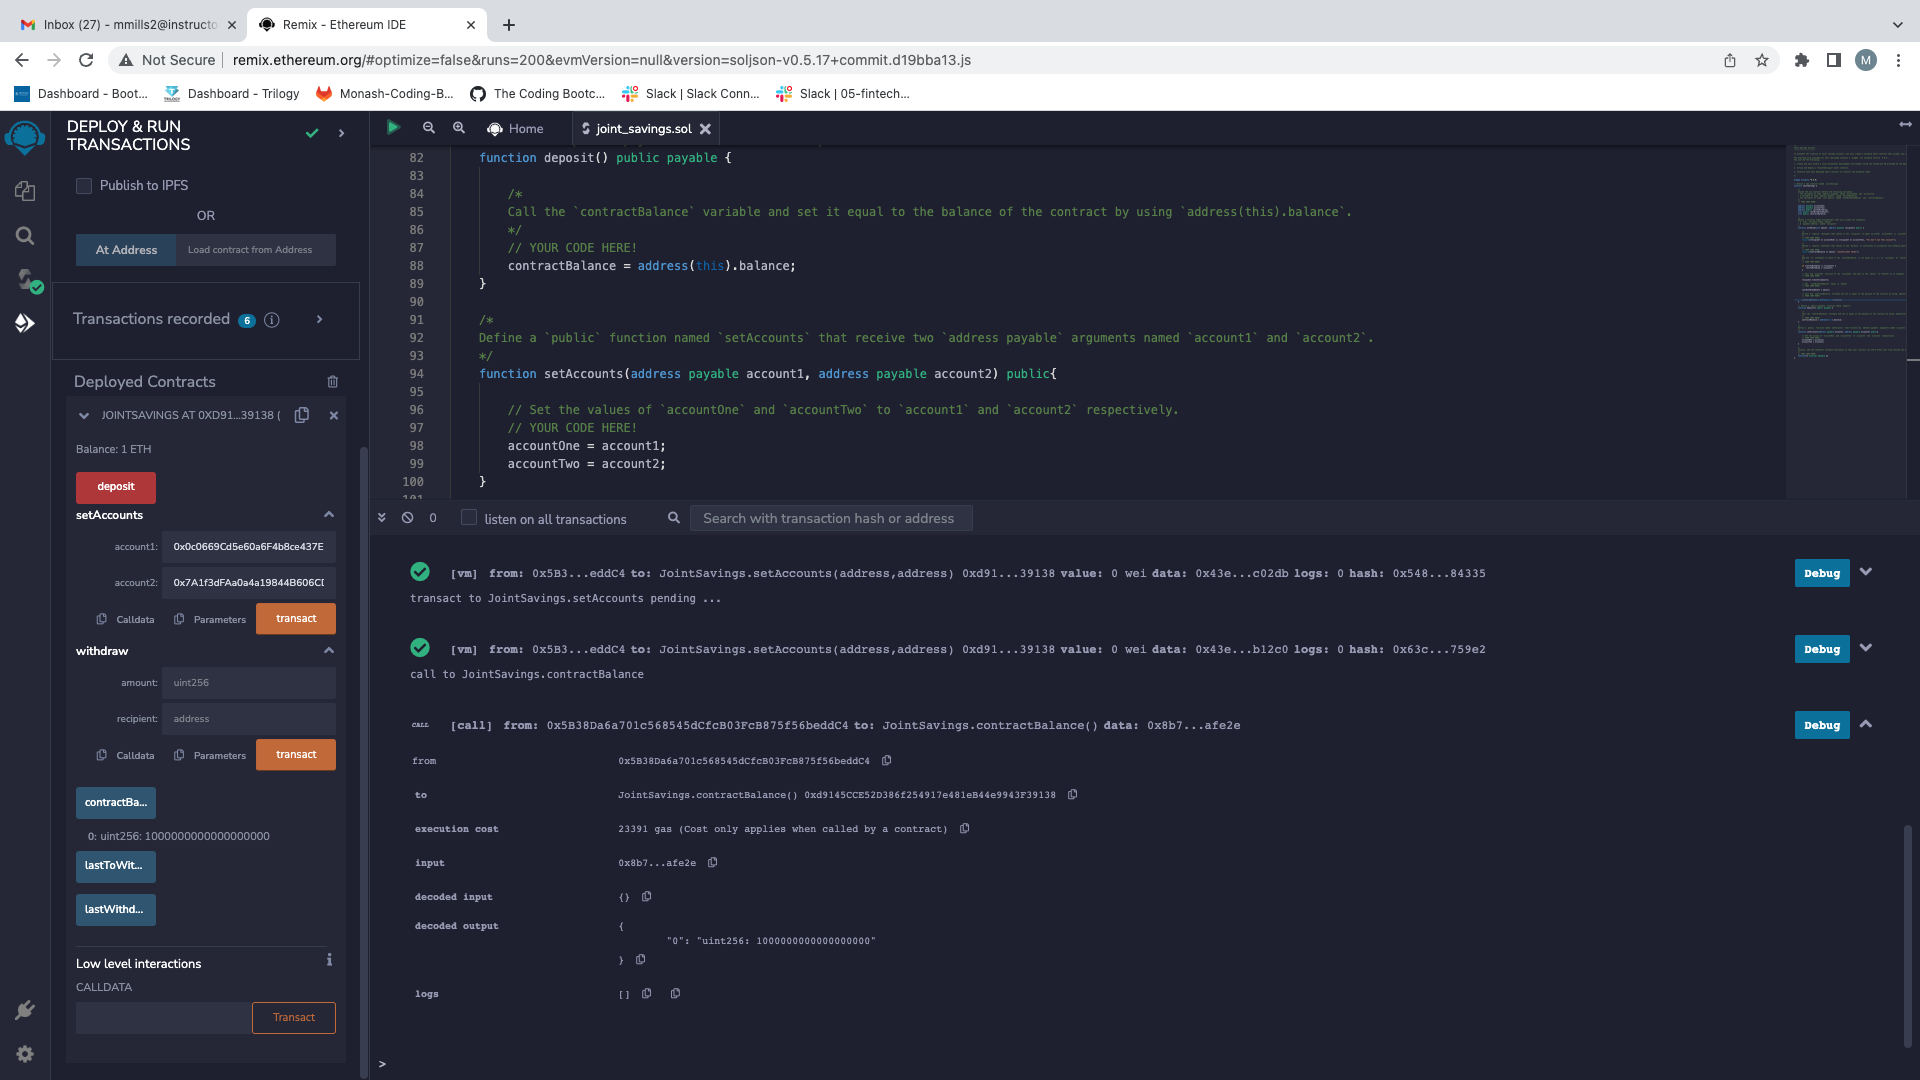 Inbox (27) - mmills2@instructo
Remix - Ethereum IDE
Not Secure
remix.ethereum.org/#optimize=false&runs=200&evmVersion=null&version=soljson-v0.5.17+commit.d19bba13.js
M
Dashboard - Boot...
Dashboard - Trilogy
Monash-Coding-B...
The Coding Bootc...
Slack | Slack Conn...
Slack | 05-fintech...
DEPLOY & RUN
TRANSACTIONS
Publish to IPFS
OR
At Address
Load contract from Address
Transactions recorded 6 i
Deployed Contracts
JOINTSAVINGS AT 0XD91...39138 (
Balance: 1 ETH
deposit
setAccounts
account1: 0x0c0669Cd5e60a6F4b8ce437E
account2: 0x7A1f3dFAa0a4a19844B606CD
Calldata Parameters transact
withdraw
amount: uint256
recipient: address
Calldata Parameters transact
contractBa...
0: uint256: 1000000000000000000
lastToWit...
lastWithd...
Low level interactions i
CALLDATA
Transact
Home
joint_savings.sol
82 function deposit() public payable {
83
84 /*
85 Call the `contractBalance` variable and set it equal to the balance of the contract by using `address(this).balance`.
86 */
87 // YOUR CODE HERE!
88 contractBalance = address(this).balance;
89 }
90
91 /*
92 Define a `public` function named `setAccounts` that receive two `address payable` arguments named `account1` and `account2`.
93 */
94 function setAccounts(address payable account1, address payable account2) public{
95
96 // Set the values of `accountOne` and `accountTwo` to `account1` and `account2` respectively.
97 // YOUR CODE HERE!
98 accountOne = account1;
99 accountTwo = account2;
100 }
101
0
listen on all transactions
Search with transaction hash or address
[vm] from: 0x5B3...eddC4 to: JointSavings.setAccounts(address,address) 0xd91...39138 value: 0 wei data: 0x43e...c02db logs: 0 hash: 0x548...84335
Debug
transact to JointSavings.setAccounts pending ...
[vm] from: 0x5B3...eddC4 to: JointSavings.setAccounts(address,address) 0xd91...39138 value: 0 wei data: 0x43e...b12c0 logs: 0 hash: 0x63c...759e2
Debug
call to JointSavings.contractBalance
CALL [call] from: 0x5B38Da6a701c568545dCfcB03FcB875f56beddC4 to: JointSavings.contractBalance() data: 0x8b7...afe2e
Debug
from 0x5B38Da6a701c568545dCfcB03FcB875f56beddC4
to JointSavings.contractBalance() 0xd9145CCE52D386f254917e481eB44e9943F39138
execution cost 23391 gas (Cost only applies when called by a contract)
input 0x8b7...afe2e
decoded input {}
decoded output {
"0": "uint256: 1000000000000000000"
}
logs []
>